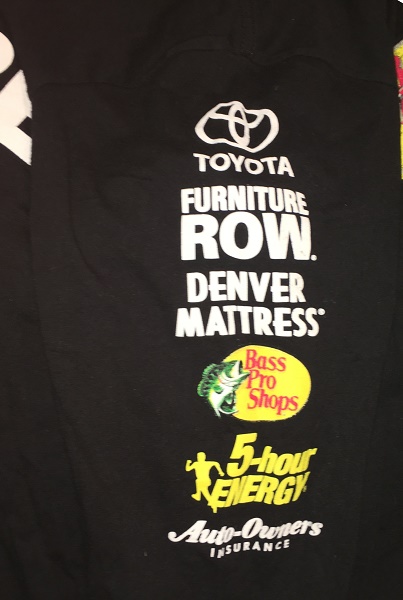 TOYOTA
FURNITURE
ROW.
DENVER
MATTRESS®
Bass
Pro
Shops
5-hour
ENERGY®
Auto-Owners
INSURANCE